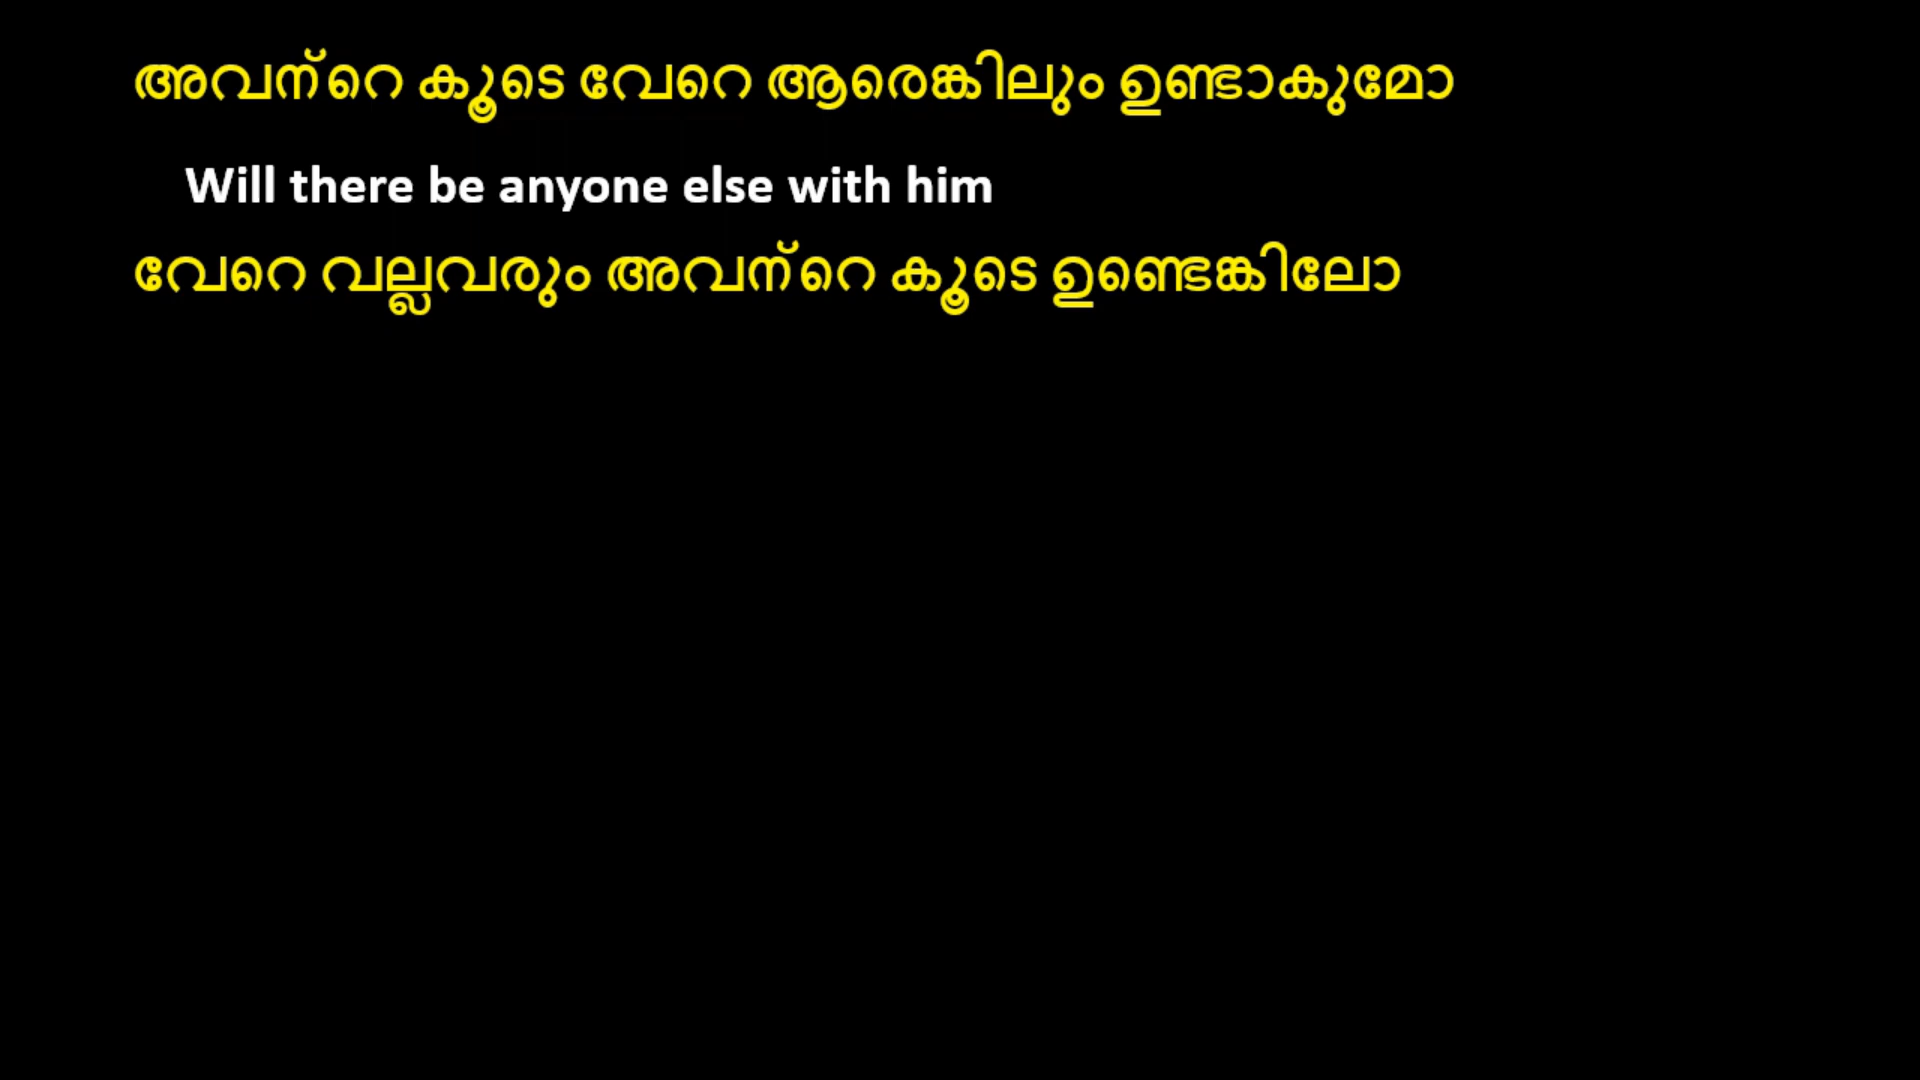 അവന്‍റെ കൂടെ വേറെ ആരെങ്കിലും ഉണ്ടാകുമോ
Will there be anyone else with him
വേറെ വല്ലവരും അവന്‍റെ കൂടെ ഉണ്ടെങ്കിലോ